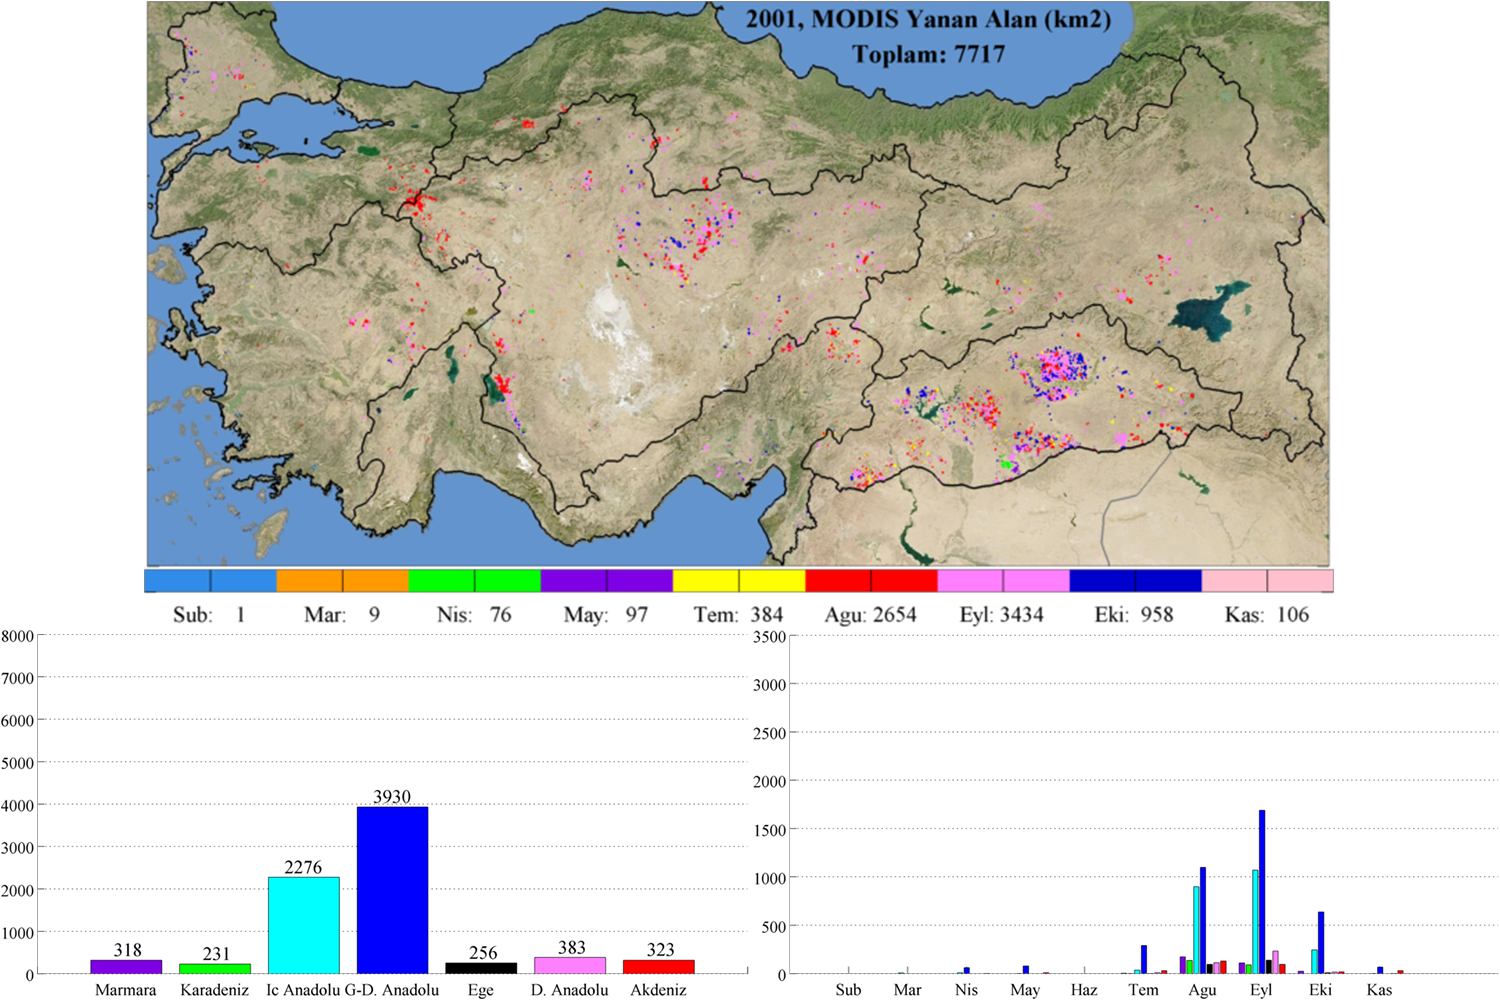 2001, MODIS Yanan Alan (km2)
Toplam: 7717
Sub: 1 Mar: 9 Nis: 76 May: 97 Tem: 384 Agu: 2654 Eyl: 3434 Eki: 958 Kas: 106
8000
7000
6000
5000
4000
3000
2000
1000
0
318 231 2276 3930 256 383 323
Marmara Karadeniz Ic Anadolu G-D. Anadolu Ege D. Anadolu Akdeniz
3500
3000
2500
2000
1500
1000
500
0
Sub Mar Nis May Haz Tem Agu Eyl Eki Kas